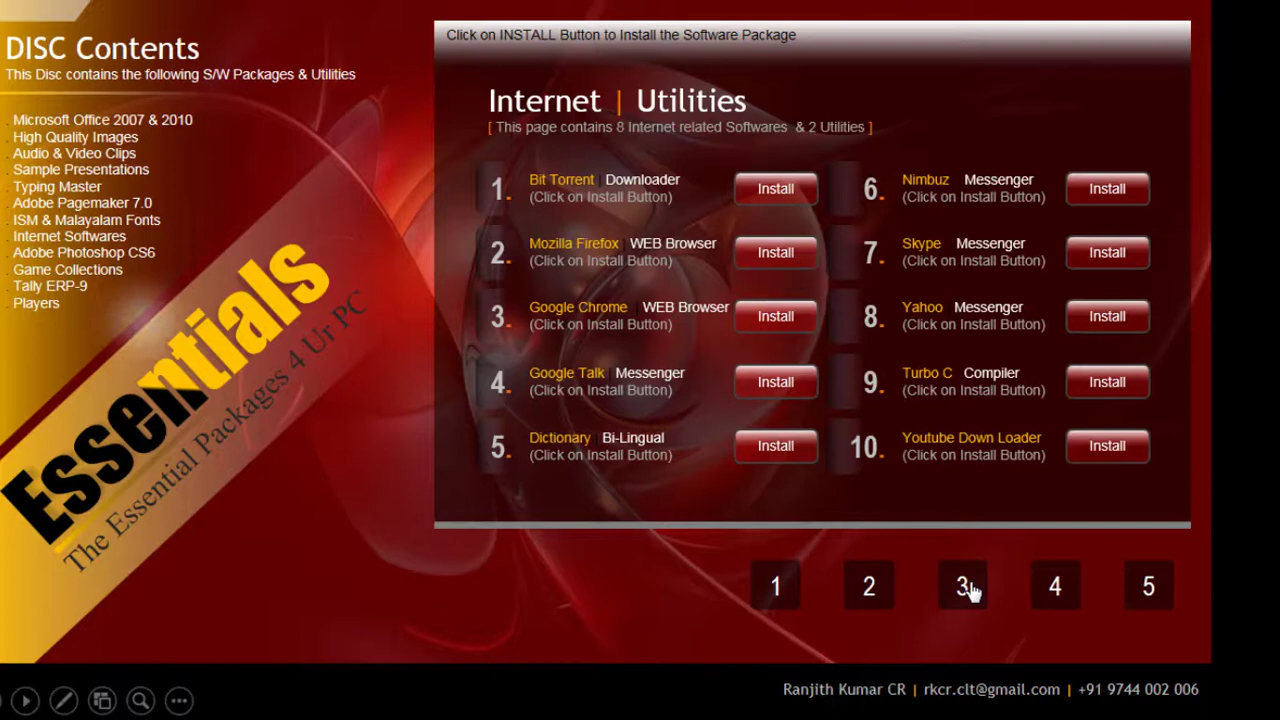 DISC Contents
This Disc contains the following S/W Packages & Utilities
Microsoft Office 2007 & 2010
High Quality Images
Audio & Video Clips
Sample Presentations
Typing Master
Adobe Pagemaker 7.0
ISM & Malayalam Fonts
Internet Softwares
Adobe Photoshop CS6
Game Collections
Tally ERP-9
Players
Essentials
The Essential Packages 4 Ur PC
Click on INSTALL Button to Install the Software Package
Internet | Utilities
[ This page contains 8 Internet related Softwares & 2 Utilities ]
1. Bit Torrent | Downloader
(Click on Install Button)
Install
2. Mozilla Firefox | WEB Browser
(Click on Install Button)
Install
3. Google Chrome | WEB Browser
(Click on Install Button)
Install
4. Google Talk | Messenger
(Click on Install Button)
Install
5. Dictionary | Bi-Lingual
(Click on Install Button)
Install
6. Nimbuz Messenger
(Click on Install Button)
Install
7. Skype Messenger
(Click on Install Button)
Install
8. Yahoo Messenger
(Click on Install Button)
Install
9. Turbo C Compiler
(Click on Install Button)
Install
10. Youtube Down Loader
(Click on Install Button)
Install
1 2 3 4 5
Ranjith Kumar CR | rkcr.clt@gmail.com | +91 9744 002 006